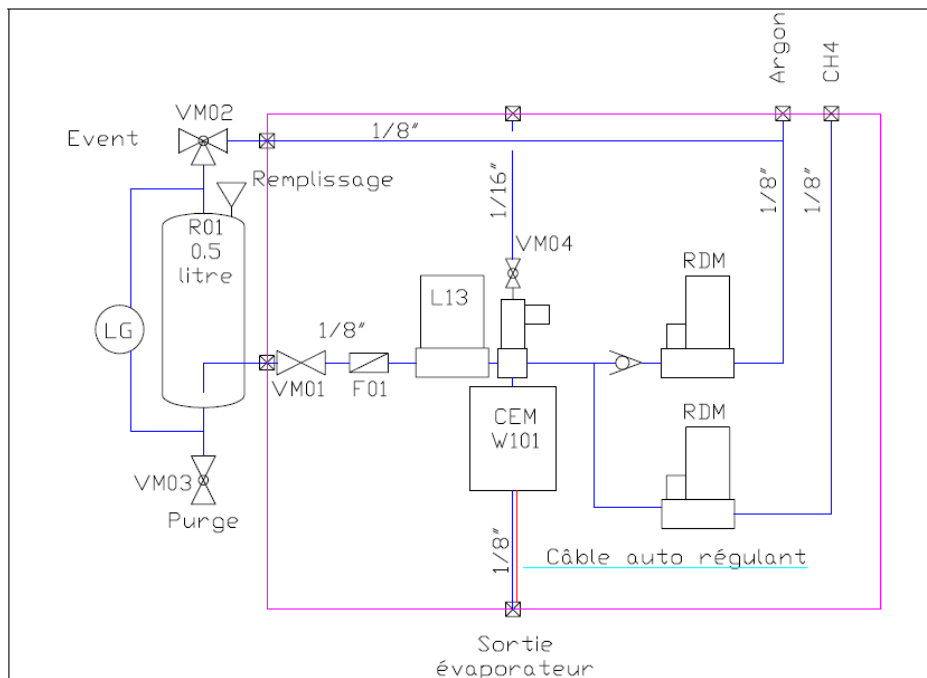 Argon
CH4
VM02
Event
1/8"
Remplissage
R01
0.5
litre
1/16"
1/8"
1/8"
VM04
RDM
L13
LG
1/8"
VM01
F01
CEM
W101
RDM
VM03
Purge
1/8"
Câble auto régulant
Sortie
évaporateur